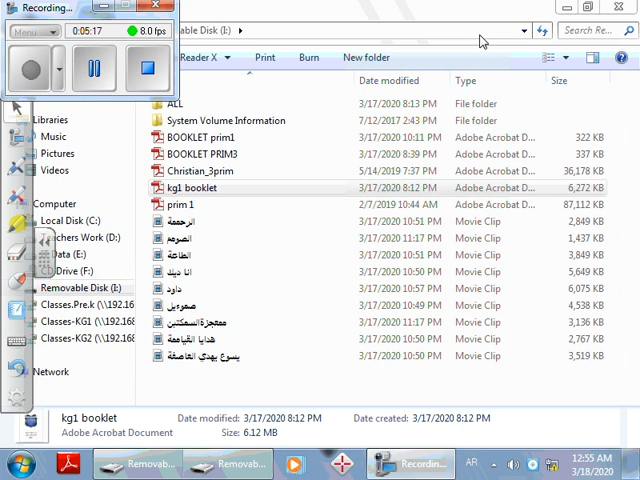 Recording...
Menu
0:05:17
8.0 fps
able Disk (I:)
Search Re...
Reader X
Print
Burn
New folder
Date modified
Type
Size
ALL
3/17/2020 8:13 PM
File folder
System Volume Information
7/12/2017 2:43 PM
File folder
BOOKLET prim1
3/17/2020 10:11 PM
Adobe Acrobat D...
322 KB
BOOKLET PRIM3
3/17/2020 8:39 PM
Adobe Acrobat D...
337 KB
Christian_3prim
5/14/2019 7:37 PM
Adobe Acrobat D...
36,178 KB
kg1 booklet
3/17/2020 8:12 PM
Adobe Acrobat D...
6,272 KB
prim 1
2/7/2019 10:44 AM
Adobe Acrobat D...
87,112 KB
الرحممة
3/17/2020 10:51 PM
Movie Clip
2,849 KB
3/17/2020 11:17 PM
Movie Clip
1,437 KB
الطاعة
3/17/2020 10:51 PM
Movie Clip
3,849 KB
انا ديك
3/17/2020 10:50 PM
Movie Clip
5,649 KB
داود
3/17/2020 10:57 PM
Movie Clip
6,075 KB
صموءيل
3/17/2020 10:49 PM
Movie Clip
4,538 KB
ممعجزةالسمكتين
3/17/2020 11:17 PM
Movie Clip
3,136 KB
هدايا القياممة
3/17/2020 10:50 PM
Movie Clip
2,767 KB
يسوع يهدي العاصفة
3/17/2020 10:50 PM
Movie Clip
3,519 KB
Libraries
Music
Pictures
Videos
Computer
Local Disk (C:)
eachers Work (D:)
Data (E:)
CD Drive (F:)
Removable Disk (I:)
Classes.Pre.k (\\192.16
Classes-KG1 (\\192.168
Classes-KG2 (\\192.168
Network
kg1 booklet
Date modified: 3/17/2020 8:12 PM
Date created: 3/17/2020 8:12 PM
Adobe Acrobat Document
Size: 6.12 MB
Removab...
Removab...
Recordin...
AR
12:55 AM
3/18/2020